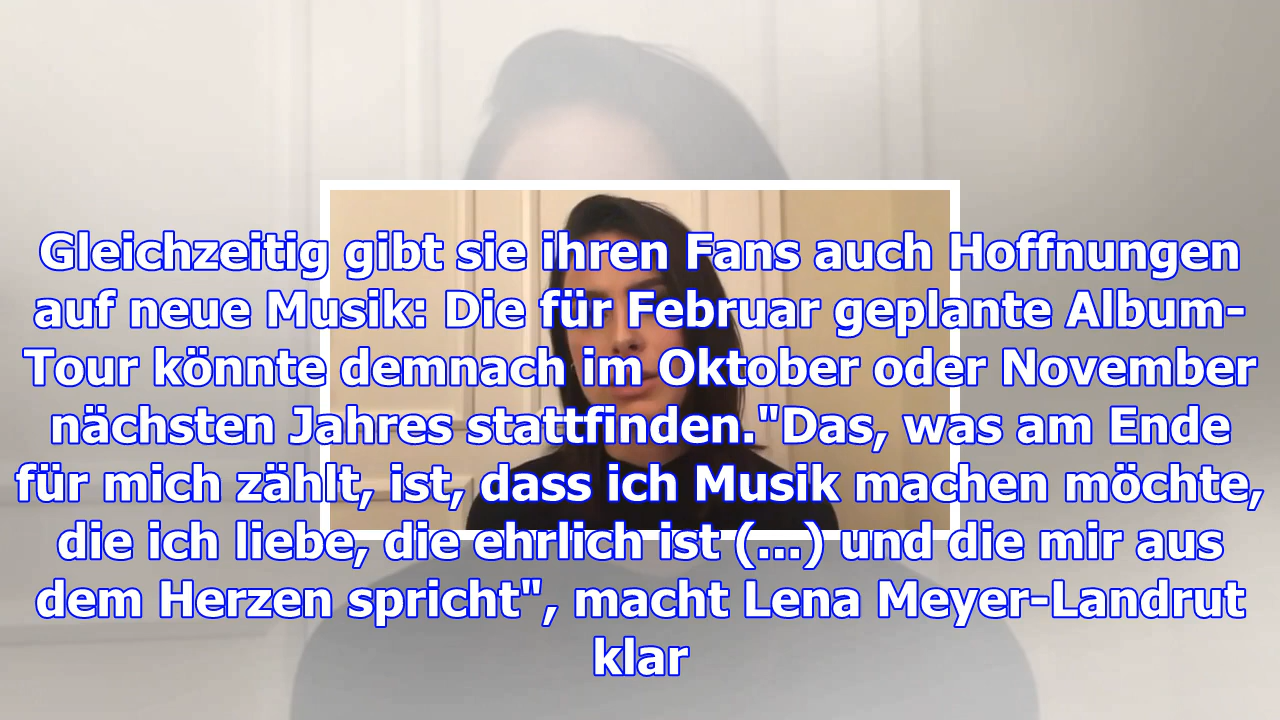 Gleichzeitig gibt sie ihren Fans auch Hoffnungen
auf neue Musik: Die für Februar geplante Album-
Tour könnte demnach im Oktober oder November
nächsten Jahres stattfinden."Das, was am Ende
für mich zählt, ist, dass ich Musik machen möchte,
die ich liebe, die ehrlich ist (...) und die mir aus
dem Herzen spricht", macht Lena Meyer-Landrut
klar